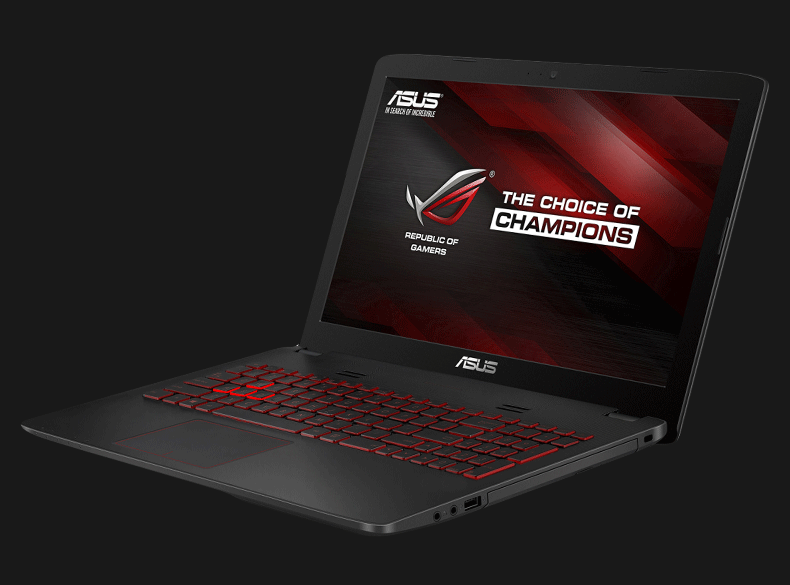 ASUS
IN SEARCH OF INCREDIBLE
REPUBLIC OF
GAMERS
®
THE CHOICE OF
CHAMPIONS
ASUS